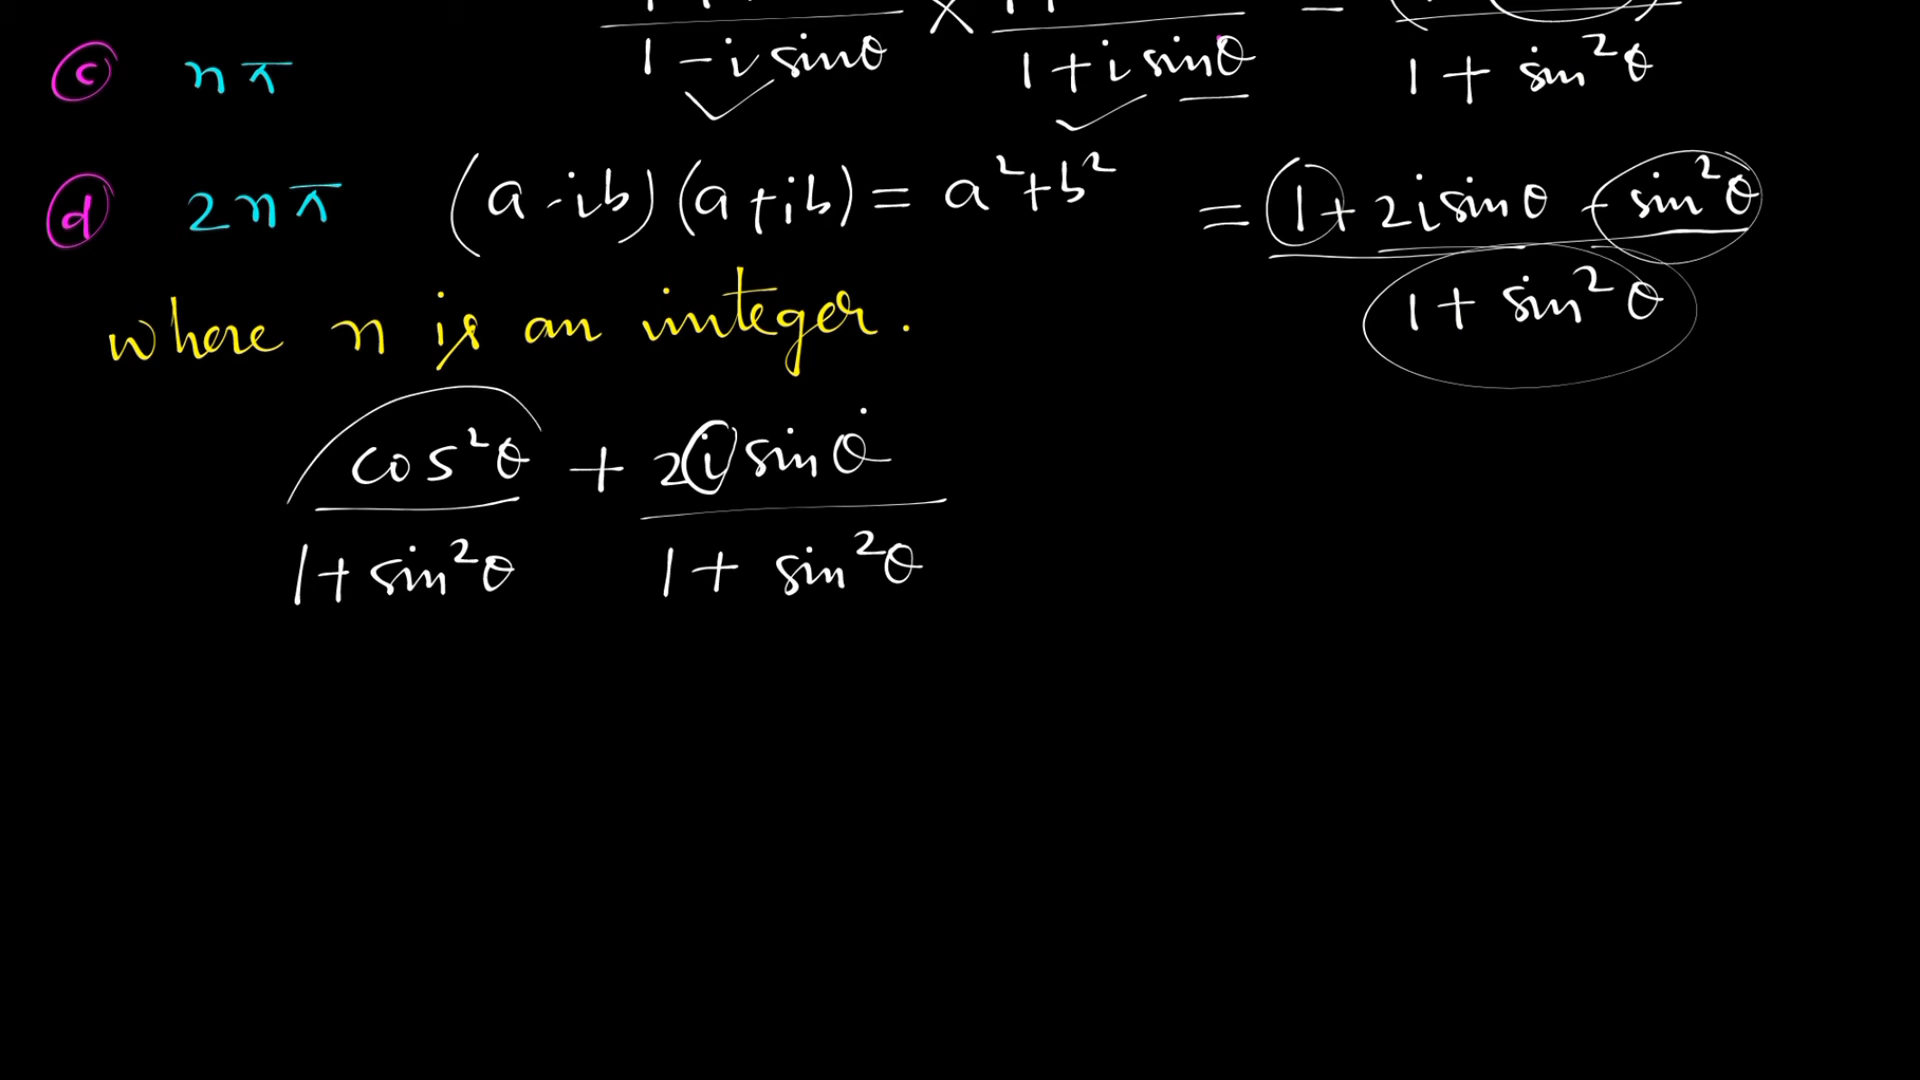 ⓒ nπ 1 - i sinθ × 1 + i sinθ = 1 + sin²θ
ⓓ 2nπ (a - ib)(a + ib) = a² + b² = 1 + 2i sinθ - sin²θ
1 + sin²θ
where n is an integer.
cos²θ + 2i sinθ
1 + sin²θ 1 + sin²θ